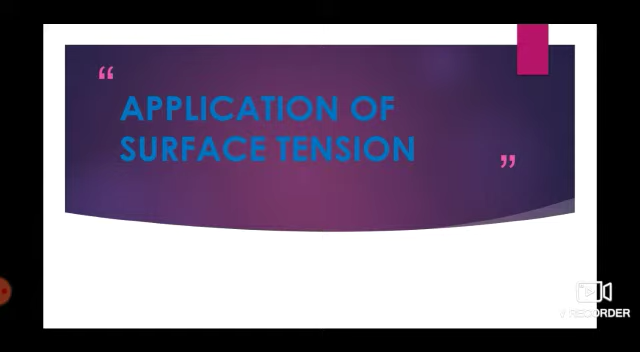 “
APPLICATION OF
SURFACE TENSION
”
RECORDER